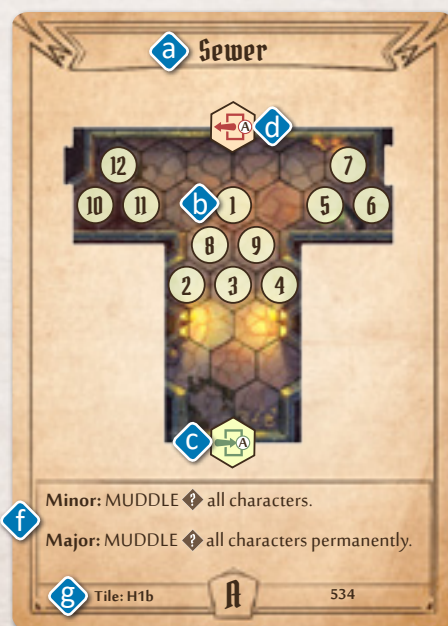 a Sewer
A d
12 7
10 11 b 1 5 6
8 9
2 3 4
c A
Minor: MUDDLE ? all characters.
f
Major: MUDDLE ? all characters permanently.
g Tile: H1b A 534